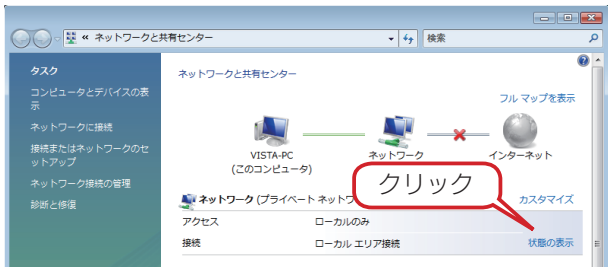 « ネットワークと共有センター
検索
タスク
コンピュータとデバイスの表
示
ネットワークに接続
接続またはネットワークのセ
ットアップ
ネットワーク接続の管理
診断と修復
ネットワークと共有センター
フル マップを表示
VISTA-PC
(このコンピュータ)
ネットワーク
インターネット
クリック
ネットワーク (プライベート ネットワ
カスタマイズ
アクセス
ローカルのみ
接続
ローカル エリア接続
状態の表示